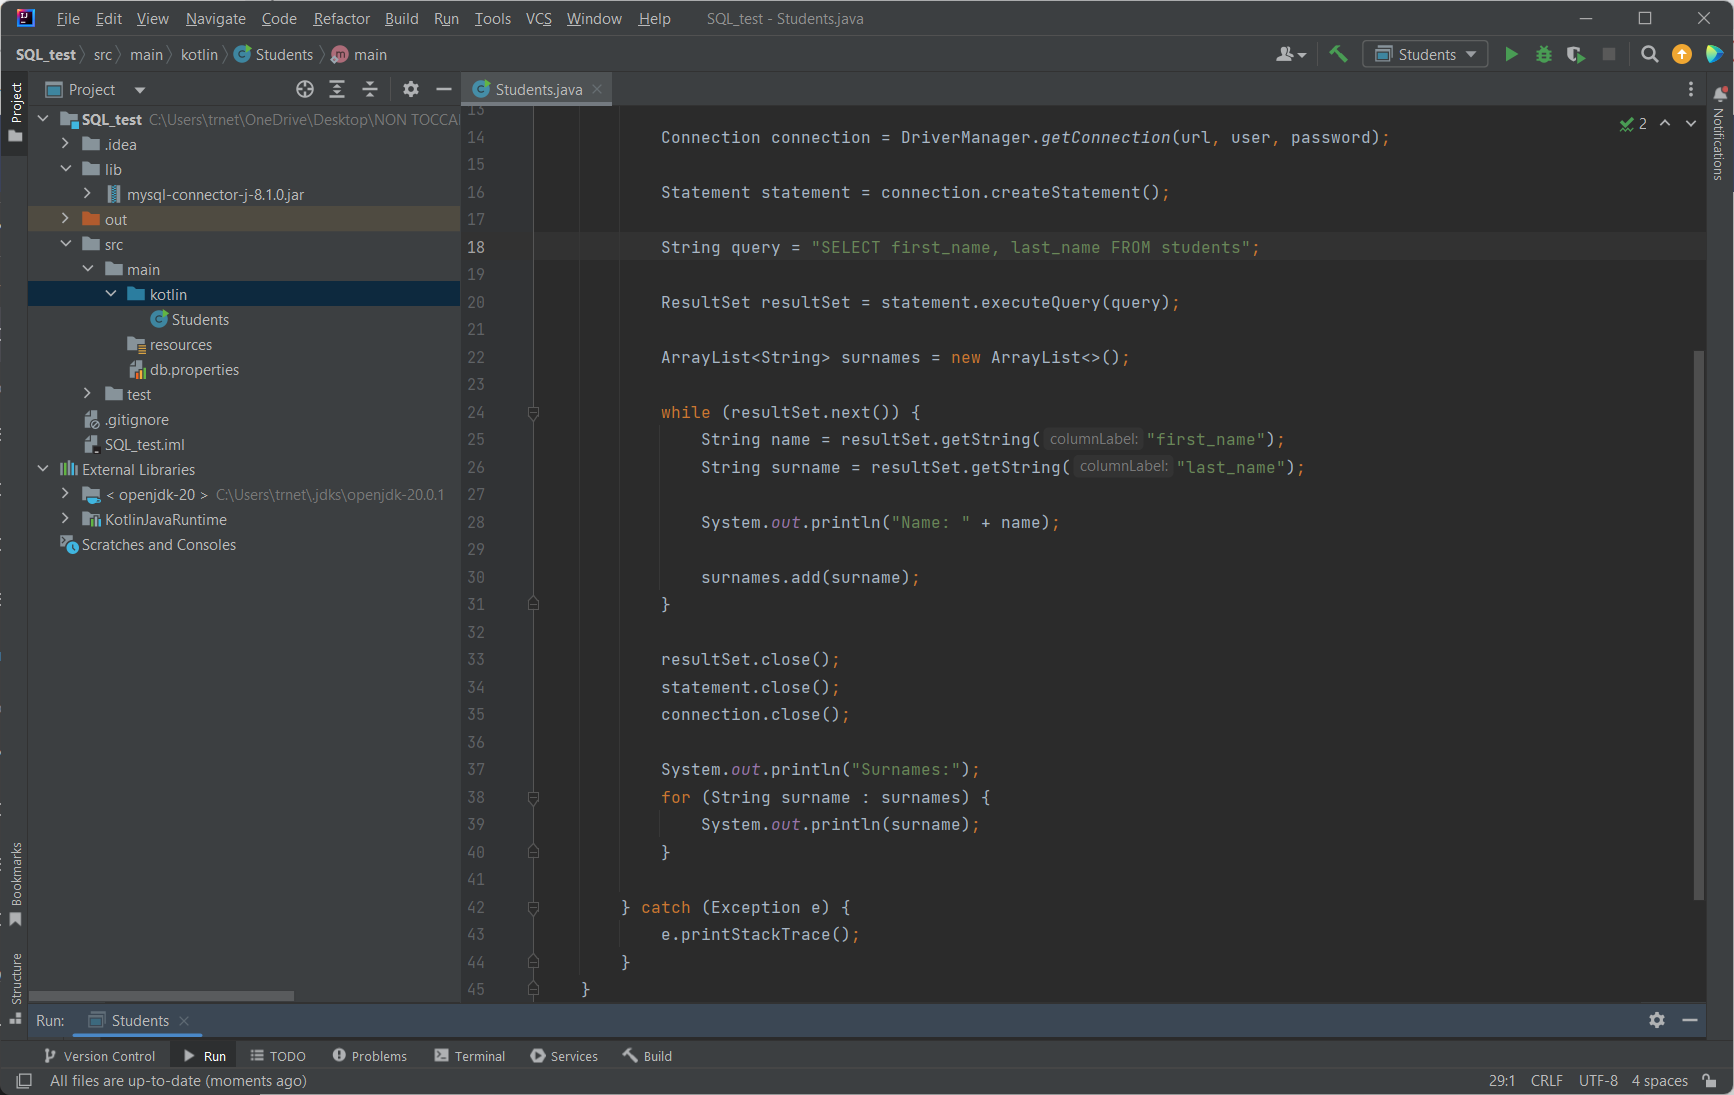 File Edit View Navigate Code Refactor Build Run Tools VCS Window Help SQL_test - Students.java
SQL_test src main kotlin Students main
Students
Project
Students.java
Project
SQL_test C:\Users\trnet\OneDrive\Desktop\NON TOCCA
.idea
lib
mysql-connector-j-8.1.0.jar
out
src
main
kotlin
Students
resources
db.properties
test
.gitignore
SQL_test.iml
External Libraries
< openjdk-20 > C:\Users\trnet\.jdks\openjdk-20.0.1
KotlinJavaRuntime
Scratches and Consoles
Bookmarks
Structure
2
Notifications
13
14 Connection connection = DriverManager.getConnection(url, user, password);
15
16 Statement statement = connection.createStatement();
17
18 String query = "SELECT first_name, last_name FROM students";
19
20 ResultSet resultSet = statement.executeQuery(query);
21
22 ArrayList<String> surnames = new ArrayList<>();
23
24 while (resultSet.next()) {
25 String name = resultSet.getString( columnLabel: "first_name");
26 String surname = resultSet.getString( columnLabel: "last_name");
27
28 System.out.println("Name: " + name);
29
30 surnames.add(surname);
31 }
32
33 resultSet.close();
34 statement.close();
35 connection.close();
36
37 System.out.println("Surnames:");
38 for (String surname : surnames) {
39 System.out.println(surname);
40 }
41
42 } catch (Exception e) {
43 e.printStackTrace();
44 }
45 }
Run: Students
Version Control Run TODO Problems Terminal Services Build
All files are up-to-date (moments ago) 29:1 CRLF UTF-8 4 spaces